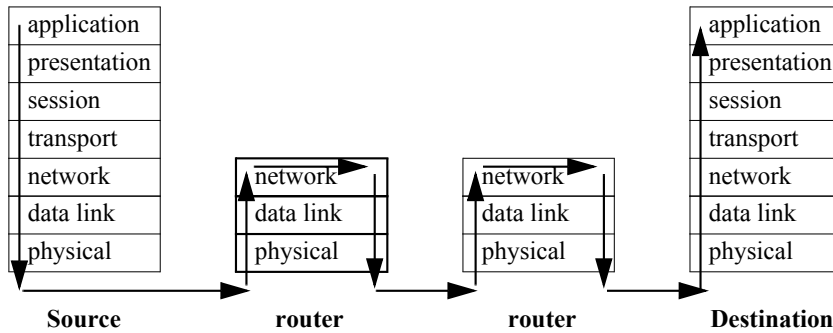 application
presentation
session
transport
network
data link
physical
Source
network
data link
physical
router
network
data link
physical
router
application
presentation
session
transport
network
data link
physical
Destination